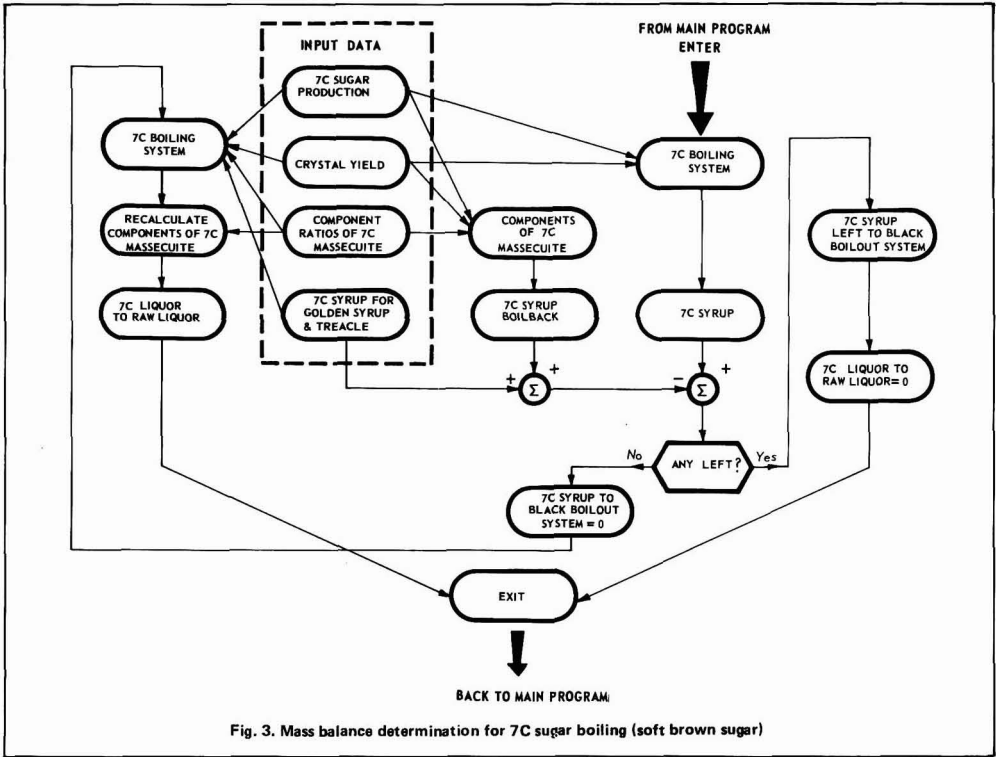 FROM MAIN PROGRAM
ENTER
INPUT DATA
7C SUGAR
PRODUCTION
CRYSTAL YIELD
COMPONENT
RATIOS OF 7C
MASSECUITE
7C SYRUP FOR
GOLDEN SYRUP
& TREACLE
7C BOILING
SYSTEM
RECALCULATE
COMPONENTS OF 7C
MASSECUITE
7C LIQUOR
TO RAW LIQUOR
COMPONENTS
OF 7C
MASSECUITE
7C SYRUP
BOILBACK
7C BOILING
SYSTEM
7C SYRUP
+ Σ +
- Σ +
ANY LEFT?
No
Yes
7C SYRUP
LEFT TO BLACK
BOILOUT SYSTEM
7C LIQUOR TO
RAW LIQUOR = 0
7C SYRUP TO
BLACK BOILOUT
SYSTEM = 0
EXIT
BACK TO MAIN PROGRAM
Fig. 3. Mass balance determination for 7C sugar boiling (soft brown sugar)